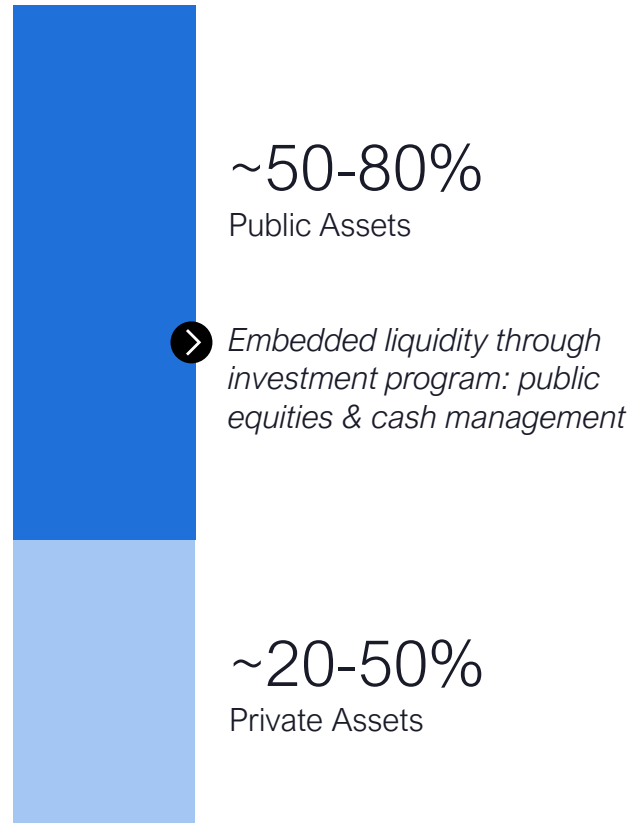 ~50-80%
Public Assets
Embedded liquidity through
investment program: public
equities & cash management
~20-50%
Private Assets